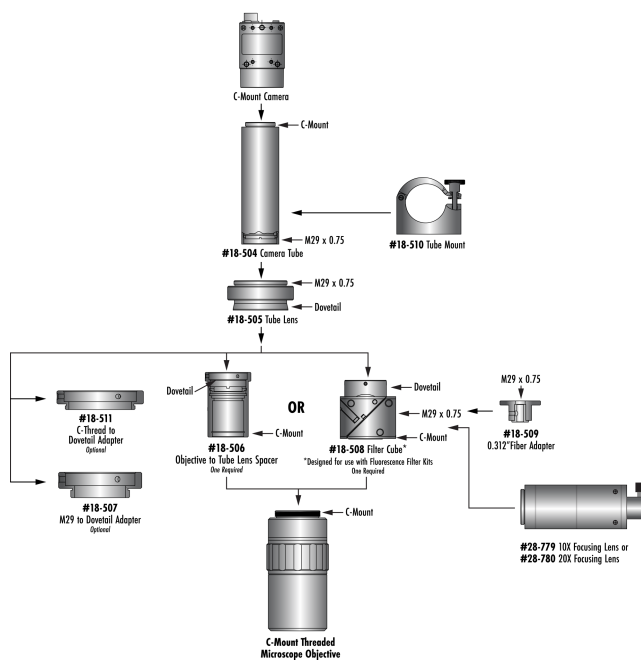 C-Mount Camera
C-Mount
M29 x 0.75
#18-504 Camera Tube
#18-510 Tube Mount
M29 x 0.75
Dovetail
#18-505 Tube Lens
#18-511
C-Thread to
Dovetail Adapter
Optional
#18-507
M29 to Dovetail Adapter
Optional
Dovetail
C-Mount
#18-506
Objective to Tube Lens Spacer
One Required
OR
Dovetail
M29 x 0.75
C-Mount
#18-508 Filter Cube*
*Designed for use with Fluorescence Filter Kits
One Required
M29 x 0.75
#18-509
0.312"Fiber Adapter
#28-779 10X Focusing Lens or
#28-780 20X Focusing Lens
C-Mount
C-Mount Threaded
Microscope Objective